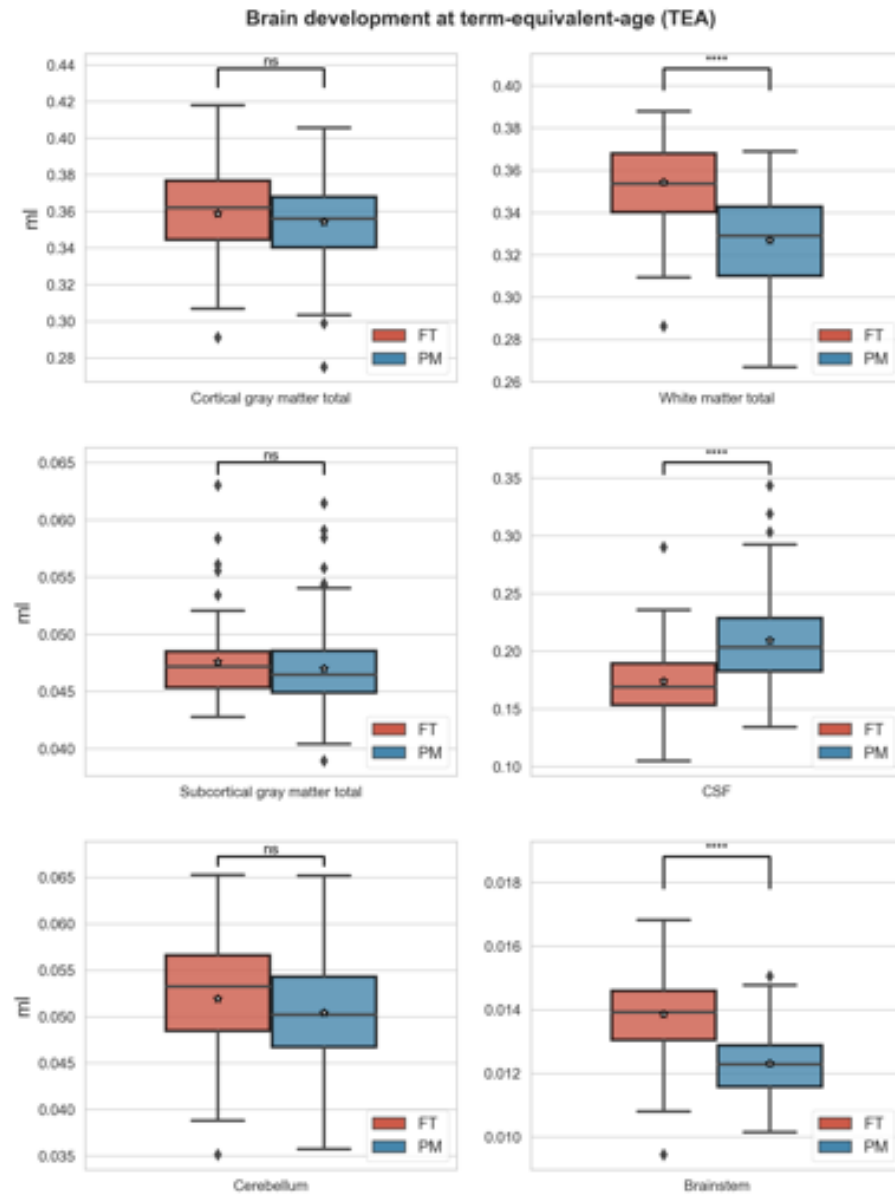 Brain development at term-equivalent-age (TEA)
ns
0.44
0.42
0.40
0.38
0.36
0.34
0.32
0.30
0.28
ml
FT
PM
Cortical gray matter total
****
0.40
0.38
0.36
0.34
0.32
0.30
0.28
0.26
FT
PM
White matter total
ns
0.065
0.060
0.055
0.050
0.045
0.040
ml
FT
PM
Subcortical gray matter total
****
0.35
0.30
0.25
0.20
0.15
0.10
FT
PM
CSF
ns
0.065
0.060
0.055
0.050
0.045
0.040
0.035
ml
FT
PM
Cerebellum
****
0.018
0.016
0.014
0.012
0.010
FT
PM
Brainstem